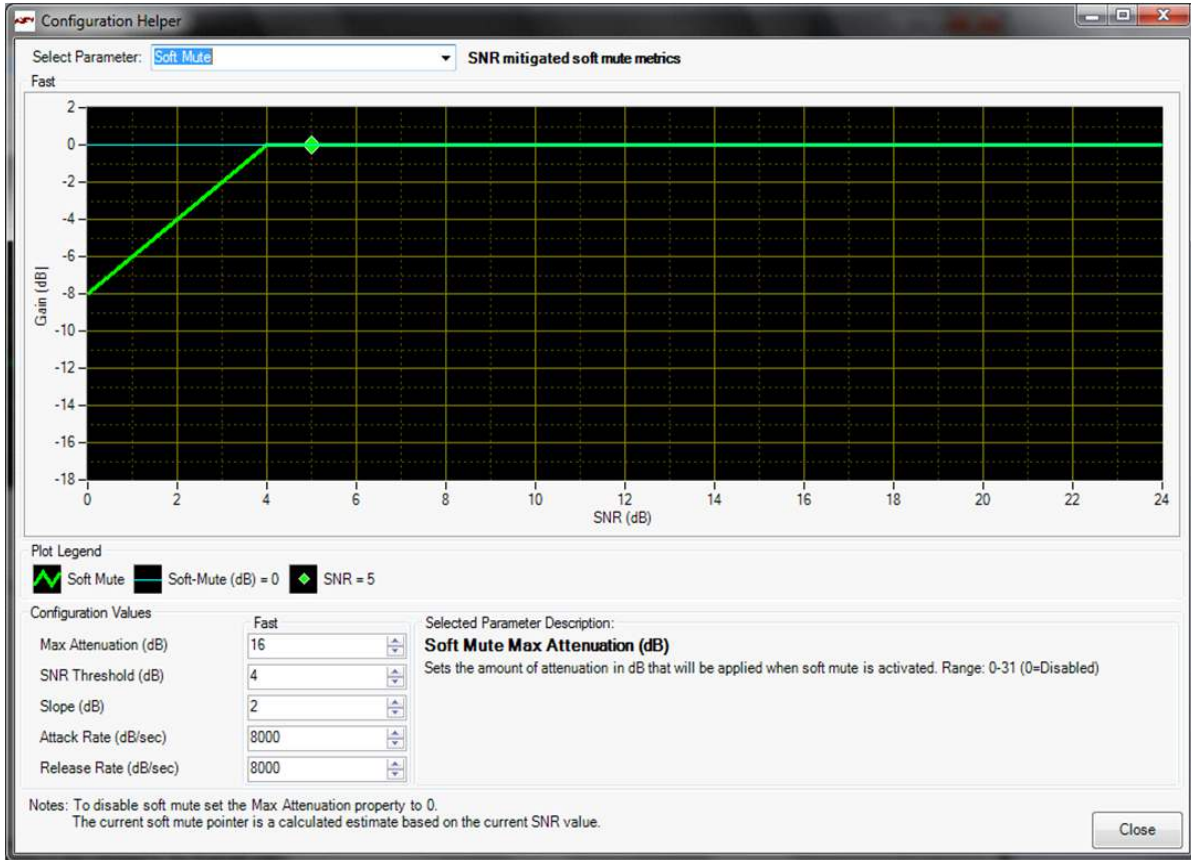 Configuration Helper
Select Parameter: Soft Mute SNR mitigated soft mute metrics
Fast
2
0
-2
-4
-6
-8
-10
-12
-14
-16
-18
Gain (dB)
0 2 4 6 8 10 12 14 16 18 20 22 24
SNR (dB)
Plot Legend
Soft Mute Soft-Mute (dB) = 0 SNR = 5
Configuration Values
Fast
Max Attenuation (dB) 16
SNR Threshold (dB) 4
Slope (dB) 2
Attack Rate (dB/sec) 8000
Release Rate (dB/sec) 8000
Selected Parameter Description:
Soft Mute Max Attenuation (dB)
Sets the amount of attenuation in dB that will be applied when soft mute is activated. Range: 0-31 (0=Disabled)
Notes: To disable soft mute set the Max Attenuation property to 0.
The current soft mute pointer is a calculated estimate based on the current SNR value.
Close